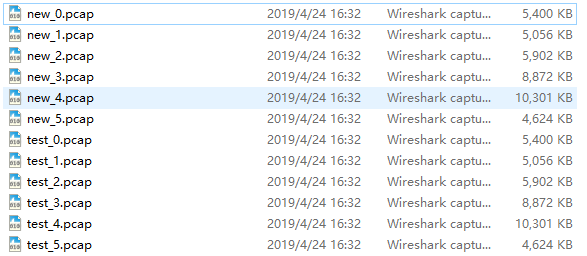 new_0.pcap 2019/4/24 16:32 Wireshark captu... 5,400 KB
new_1.pcap 2019/4/24 16:32 Wireshark captu... 5,056 KB
new_2.pcap 2019/4/24 16:32 Wireshark captu... 5,902 KB
new_3.pcap 2019/4/24 16:32 Wireshark captu... 8,872 KB
new_4.pcap 2019/4/24 16:32 Wireshark captu... 10,301 KB
new_5.pcap 2019/4/24 16:32 Wireshark captu... 4,624 KB
test_0.pcap 2019/4/24 16:32 Wireshark captu... 5,400 KB
test_1.pcap 2019/4/24 16:32 Wireshark captu... 5,056 KB
test_2.pcap 2019/4/24 16:32 Wireshark captu... 5,902 KB
test_3.pcap 2019/4/24 16:32 Wireshark captu... 8,872 KB
test_4.pcap 2019/4/24 16:32 Wireshark captu... 10,301 KB
test_5.pcap 2019/4/24 16:32 Wireshark captu... 4,624 KB